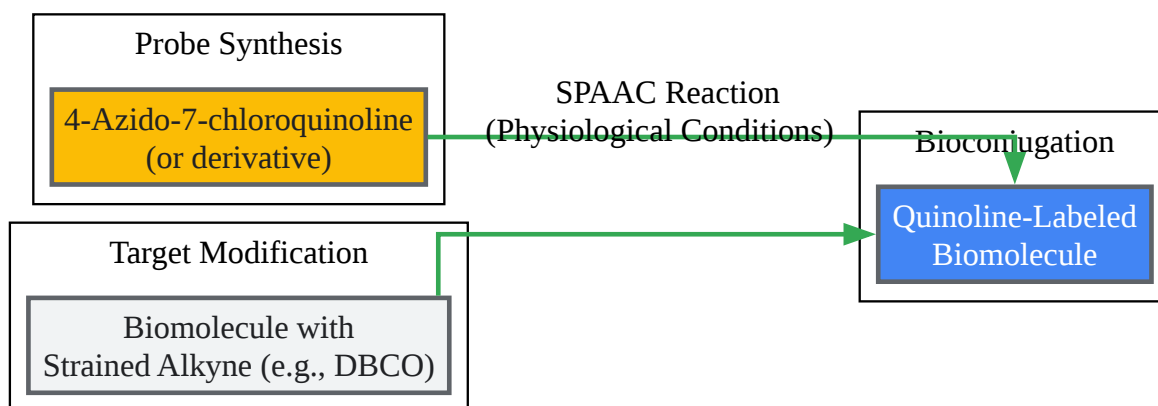 Probe Synthesis
4-Azido-7-chloroquinoline
(or derivative)
SPAAC Reaction
(Physiological Conditions)
Bioconjugation
Quinoline-Labeled
Biomolecule
Target Modification
Biomolecule with
Strained Alkyne (e.g., DBCO)